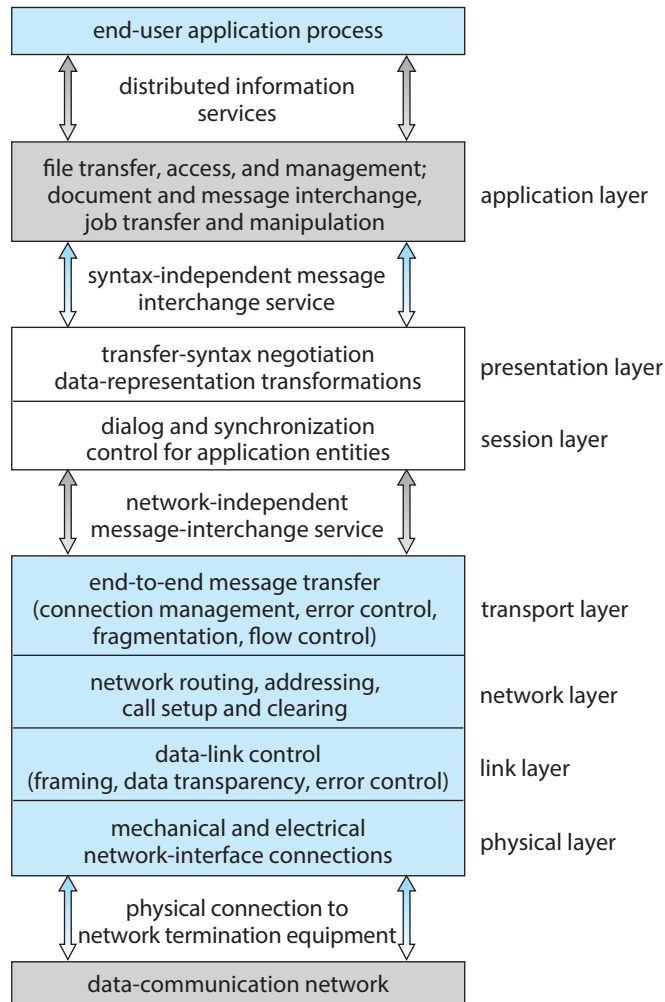 end-user application process
distributed information
services
file transfer, access, and management;
document and message interchange,
job transfer and manipulation
application layer
syntax-independent message
interchange service
transfer-syntax negotiation
data-representation transformations
presentation layer
dialog and synchronization
control for application entities
session layer
network-independent
message-interchange service
end-to-end message transfer
(connection management, error control,
fragmentation, flow control)
transport layer
network routing, addressing,
call setup and clearing
network layer
data-link control
(framing, data transparency, error control)
link layer
mechanical and electrical
network-interface connections
physical layer
physical connection to
network termination equipment
data-communication network